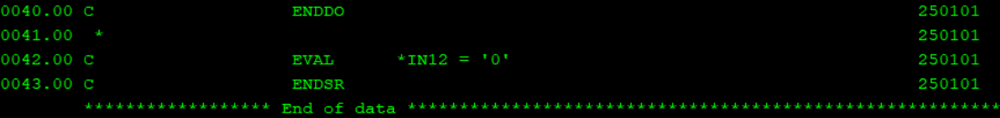 0040.00 C                   ENDDO                                                       250101
0041.00  *                                                                              250101
0042.00 C                   EVAL      *IN12 = '0'                                       250101
0043.00 C                   ENDSR                                                       250101
        ****************** End of data *********************************************************